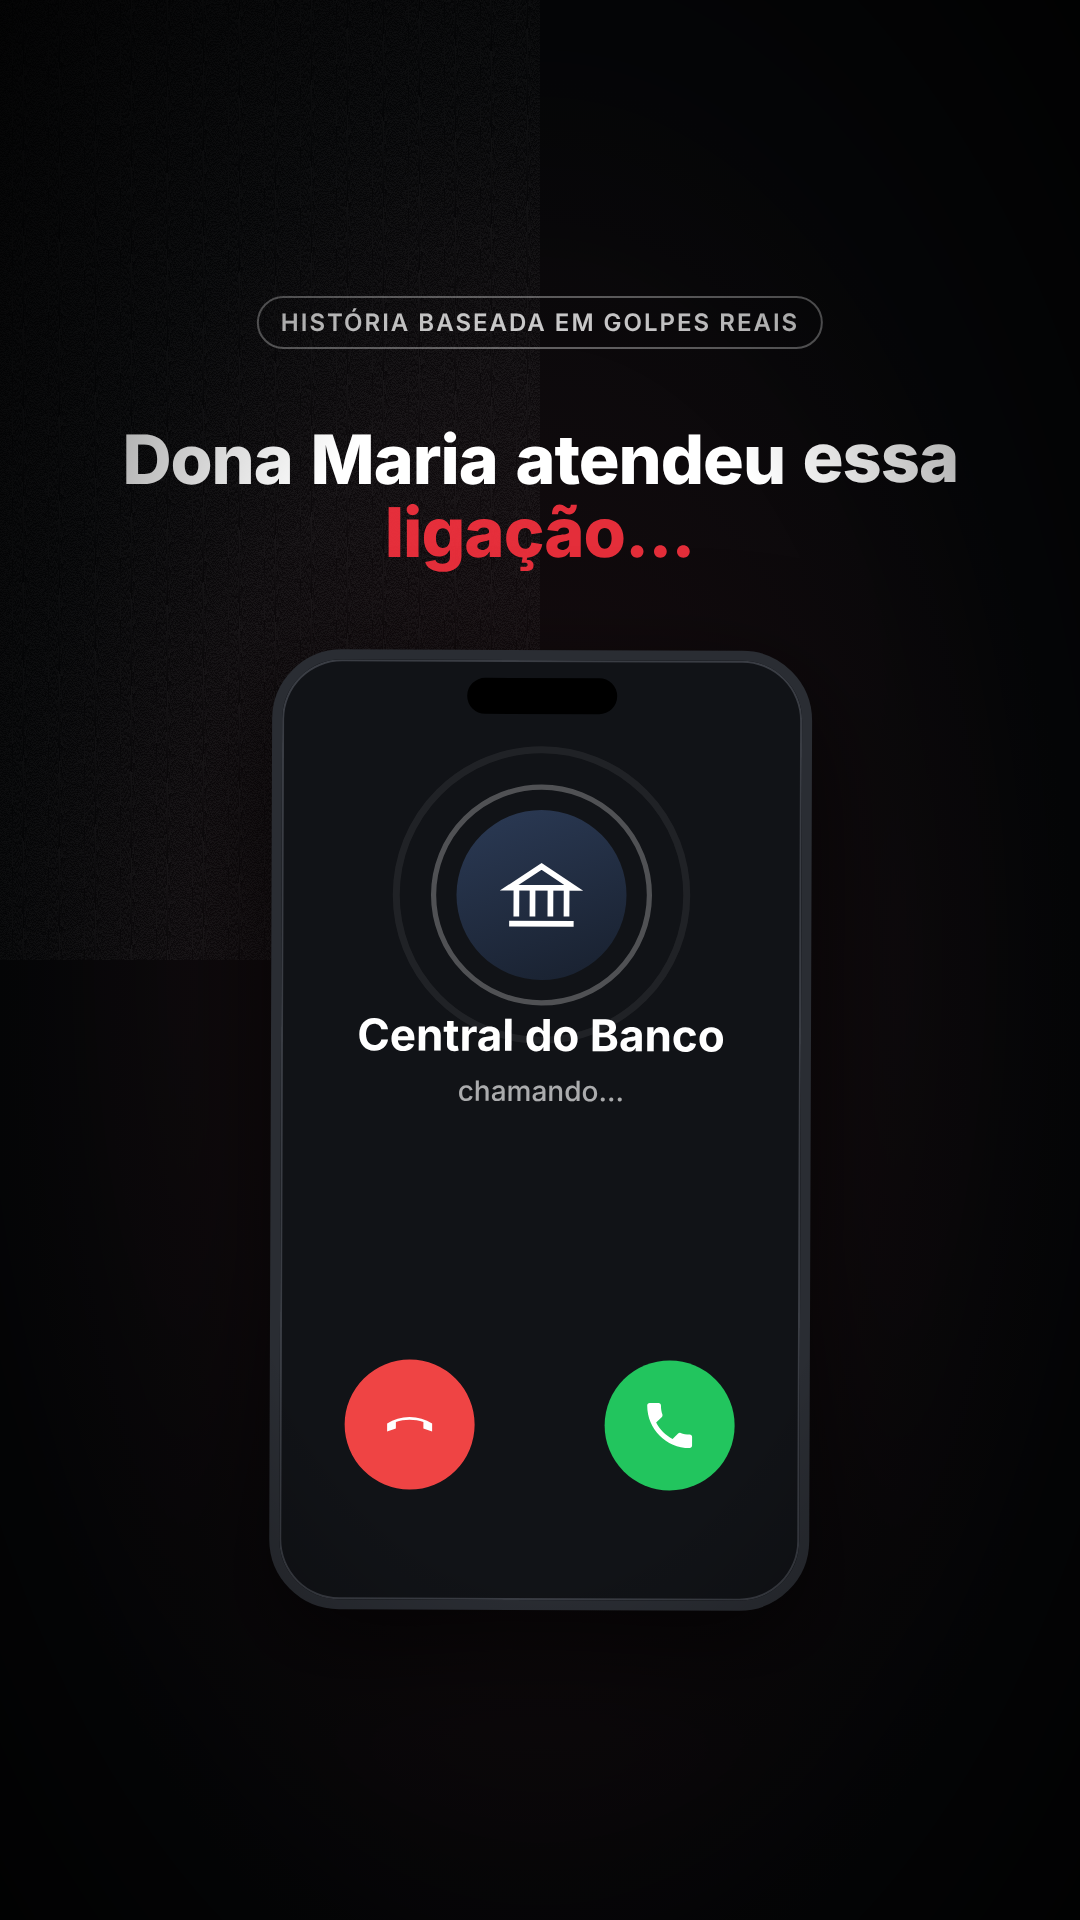 HISTÓRIA BASEADA EM GOLPES REAIS
Dona Maria atendeu essa
ligação...
Central do Banco
chamando...